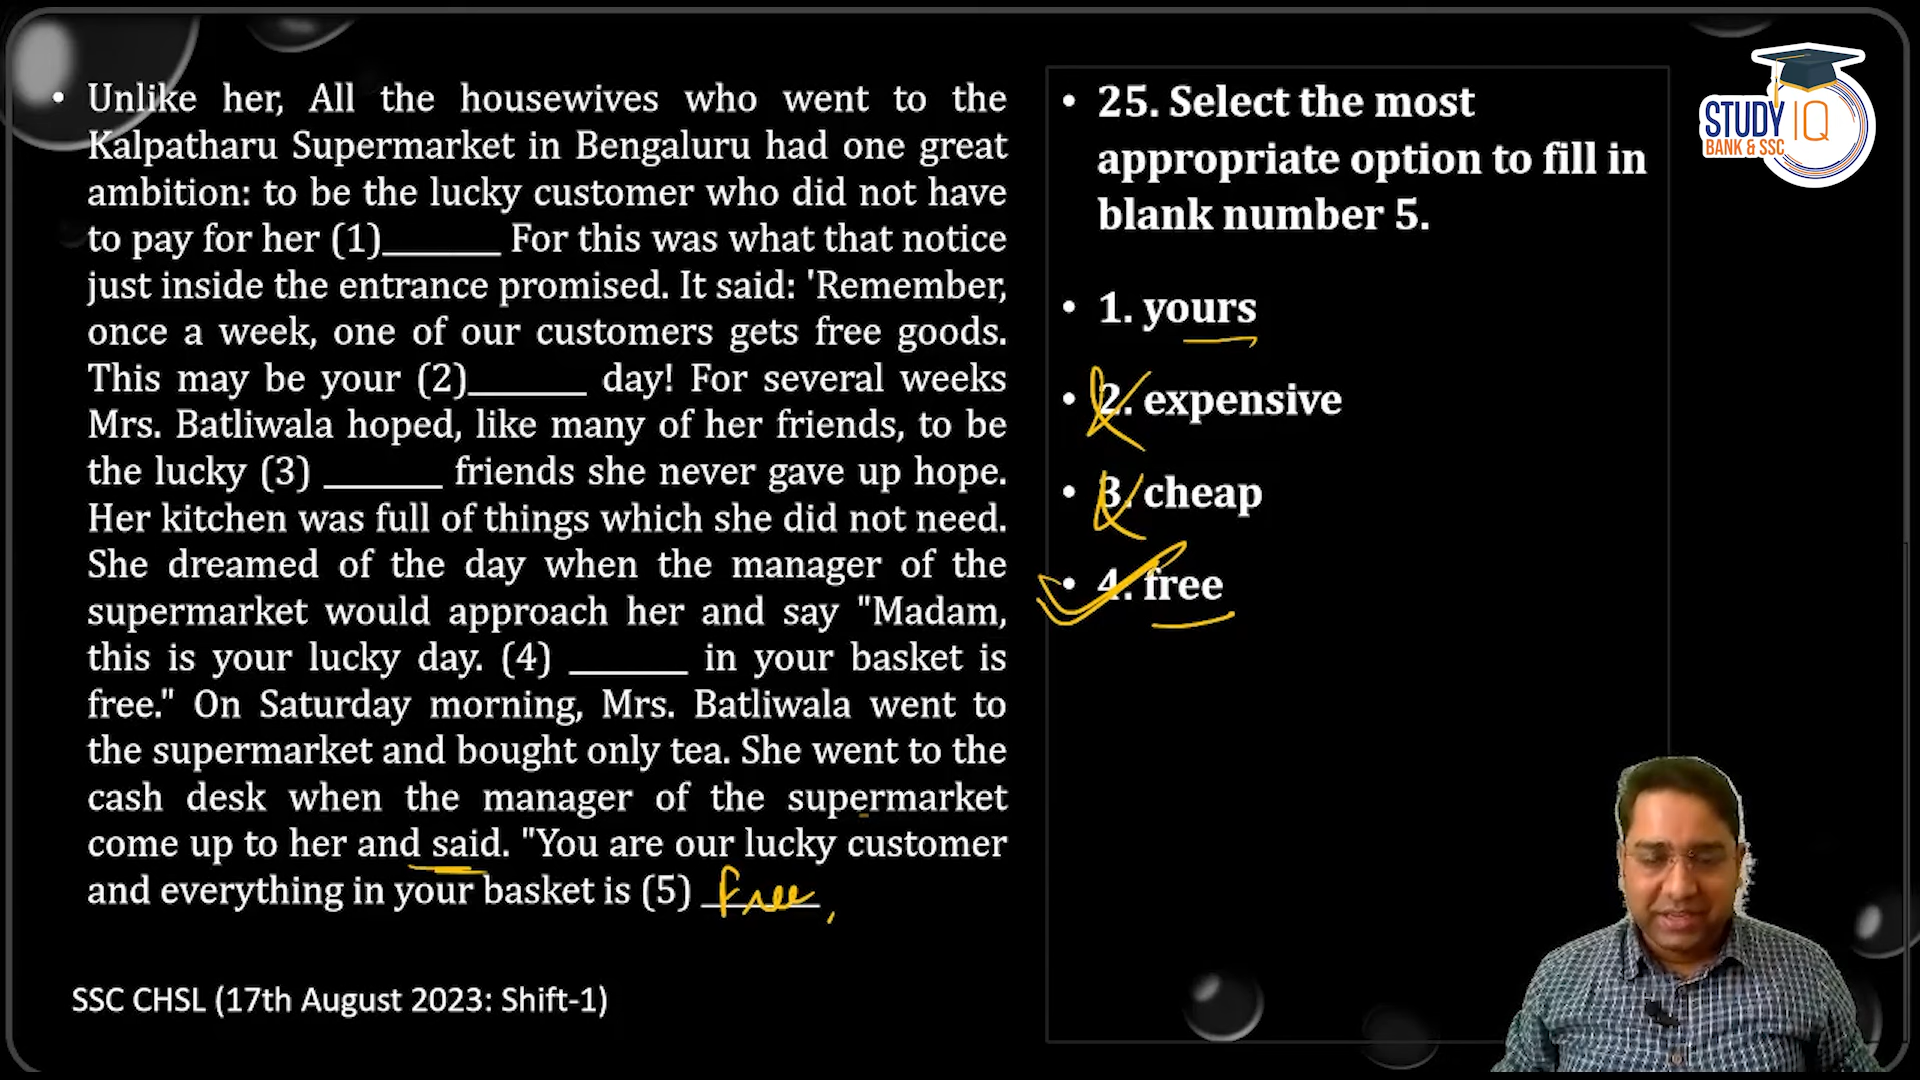 • Unlike her, All the housewives who went to the
Kalpatharu Supermarket in Bengaluru had one great
ambition: to be the lucky customer who did not have
to pay for her (1)______ For this was what that notice
just inside the entrance promised. It said: 'Remember,
once a week, one of our customers gets free goods.
This may be your (2)______ day! For several weeks
Mrs. Batliwala hoped, like many of her friends, to be
the lucky (3) ______ friends she never gave up hope.
Her kitchen was full of things which she did not need.
She dreamed of the day when the manager of the
supermarket would approach her and say "Madam,
this is your lucky day. (4) ______ in your basket is
free." On Saturday morning, Mrs. Batliwala went to
the supermarket and bought only tea. She went to the
cash desk when the manager of the supermarket
come up to her and said. "You are our lucky customer
and everything in your basket is (5) free,
SSC CHSL (17th August 2023: Shift-1)
• 25. Select the most
appropriate option to fill in
blank number 5.
• 1. yours
• 2. expensive
• 3. cheap
• 4. free
STUDY IQ
BANK & SSC